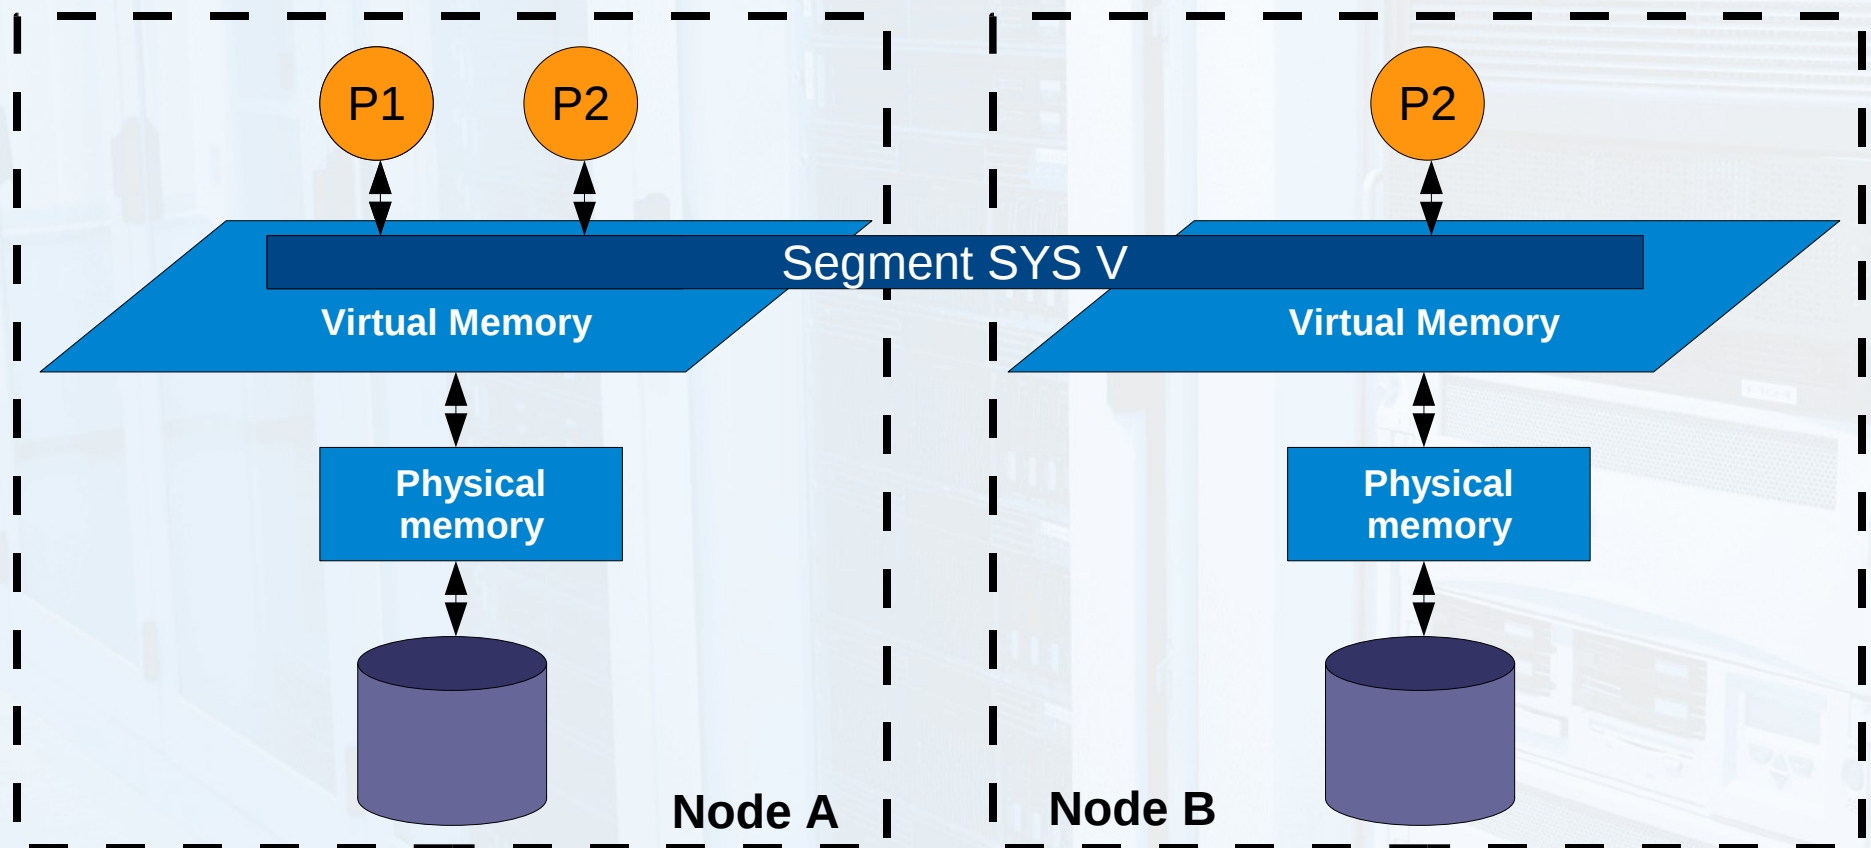 P1
P2
P2
Segment SYS V
Virtual Memory
Virtual Memory
Physical
memory
Physical
memory
Node A
Node B